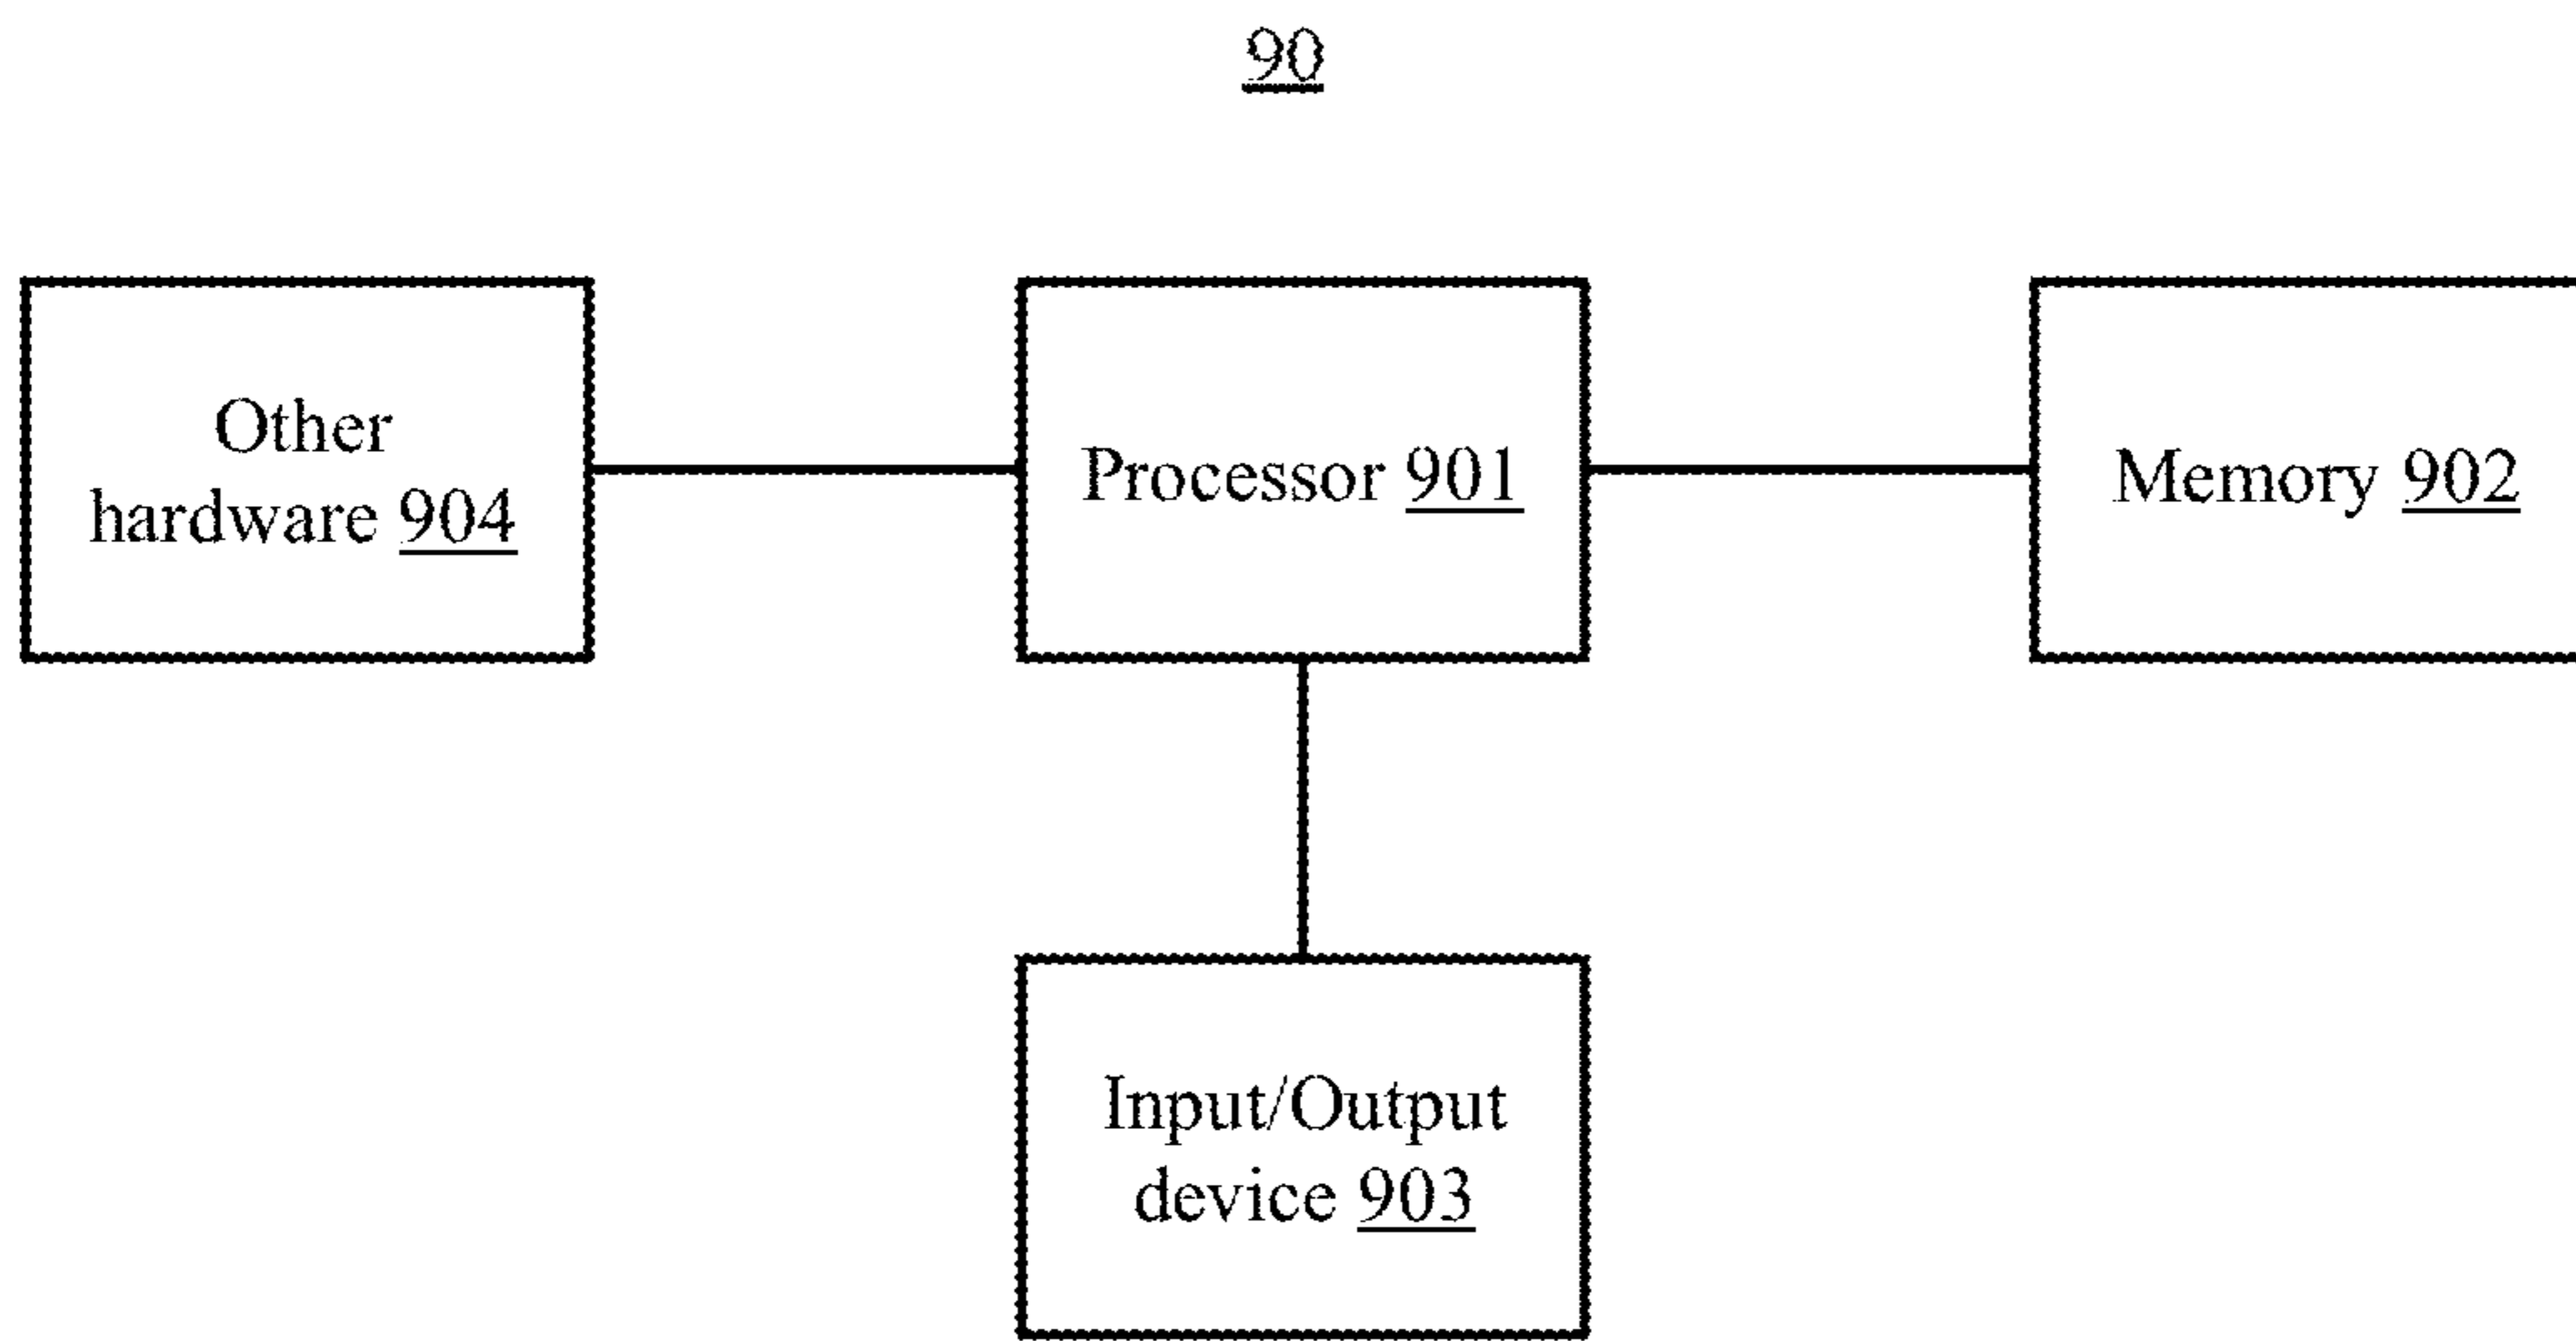 90
Other
hardware 904
Processor 901
Memory 902
Input/Output
device 903